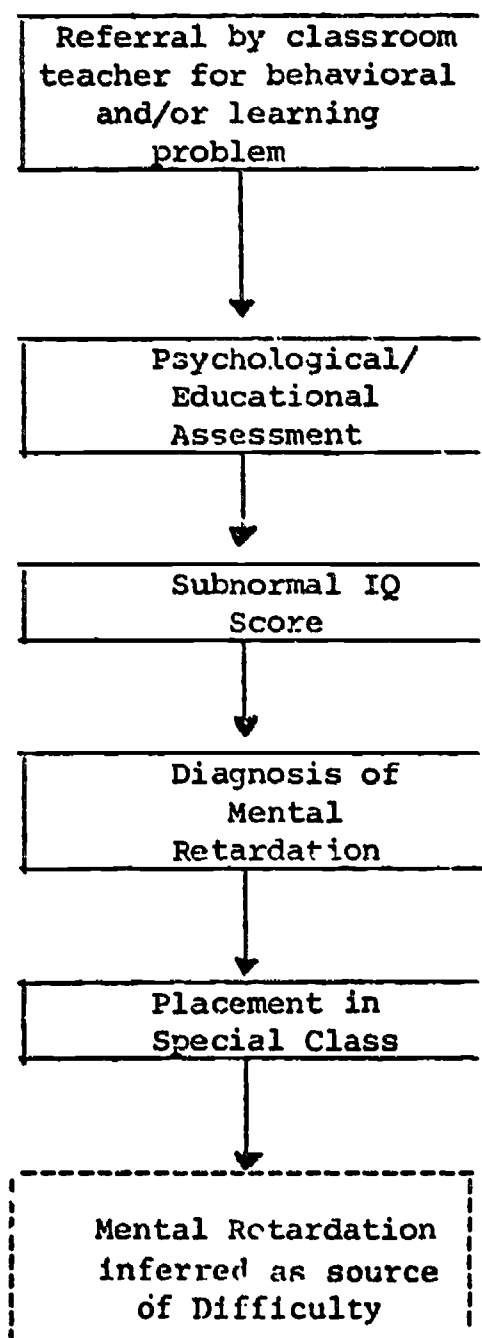 Referral by classroom
teacher for behavioral
and/or learning
problem
Psychological/
Educational
Assessment
Subnormal IQ
Score
Diagnosis of
Mental
Retardation
Placement in
Special Class
Mental Retardation
inferred as source
of Difficulty